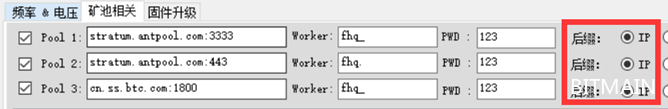 频率 & 电压 矿池相关 固件升级
Pool 1: stratum.antpool.com:3333 Worker: fhq_ PWD : 123 后缀: IP
Pool 2: stratum.antpool.com:443 Worker: fhq. PWD : 123 后缀: IP
Pool 3: cn.ss.btc.com:1800 Worker: fhq_ PWD : 123 后缀: IP
BITMAIN